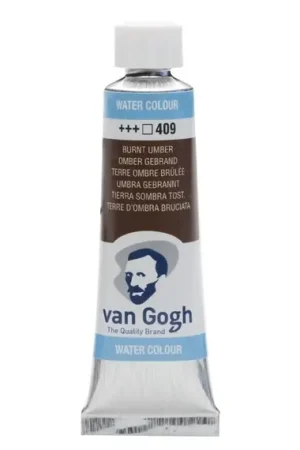 WATER COLOUR
+++□409
BURNT UMBER
OMBER GEBRAND
TERRE OMBRE BRÛLÉE
UMBRA GEBRANNT
TIERRA SOMBRA TOST.
TERRE D'OMBRA BRUCIATA
van Gogh
The Quality Brand
WATER COLOUR